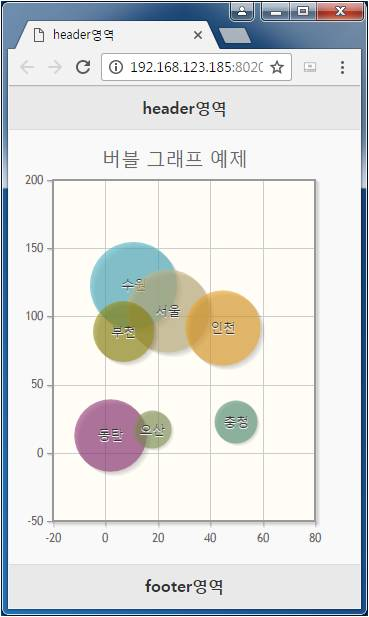 header영역
192.168.123.185:8020
header영역
버블 그래프 예제
200
150
100
50
0
-50
수원
서울
인천
부천
동탄
오산
충청
-20
0
20
40
60
80
footer영역